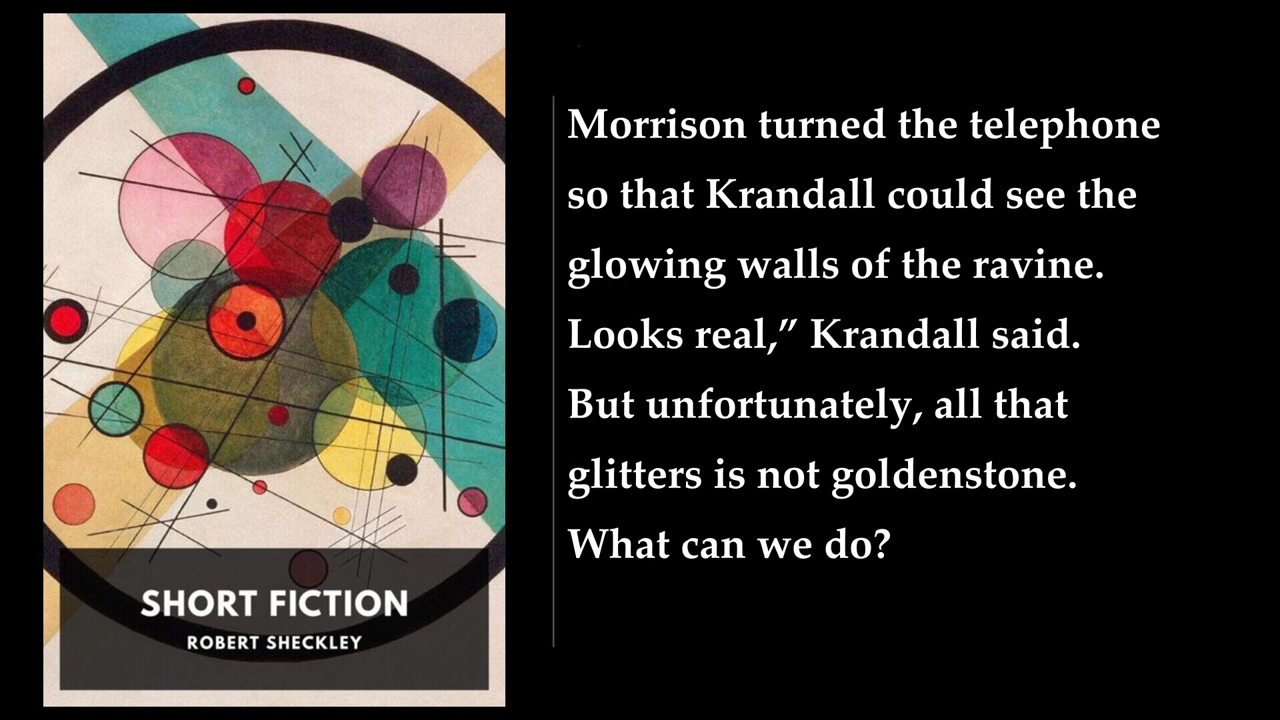 SHORT FICTION
ROBERT SHECKLEY
Morrison turned the telephone
so that Krandall could see the
glowing walls of the ravine.
Looks real,” Krandall said.
But unfortunately, all that
glitters is not goldenstone.
What can we do?